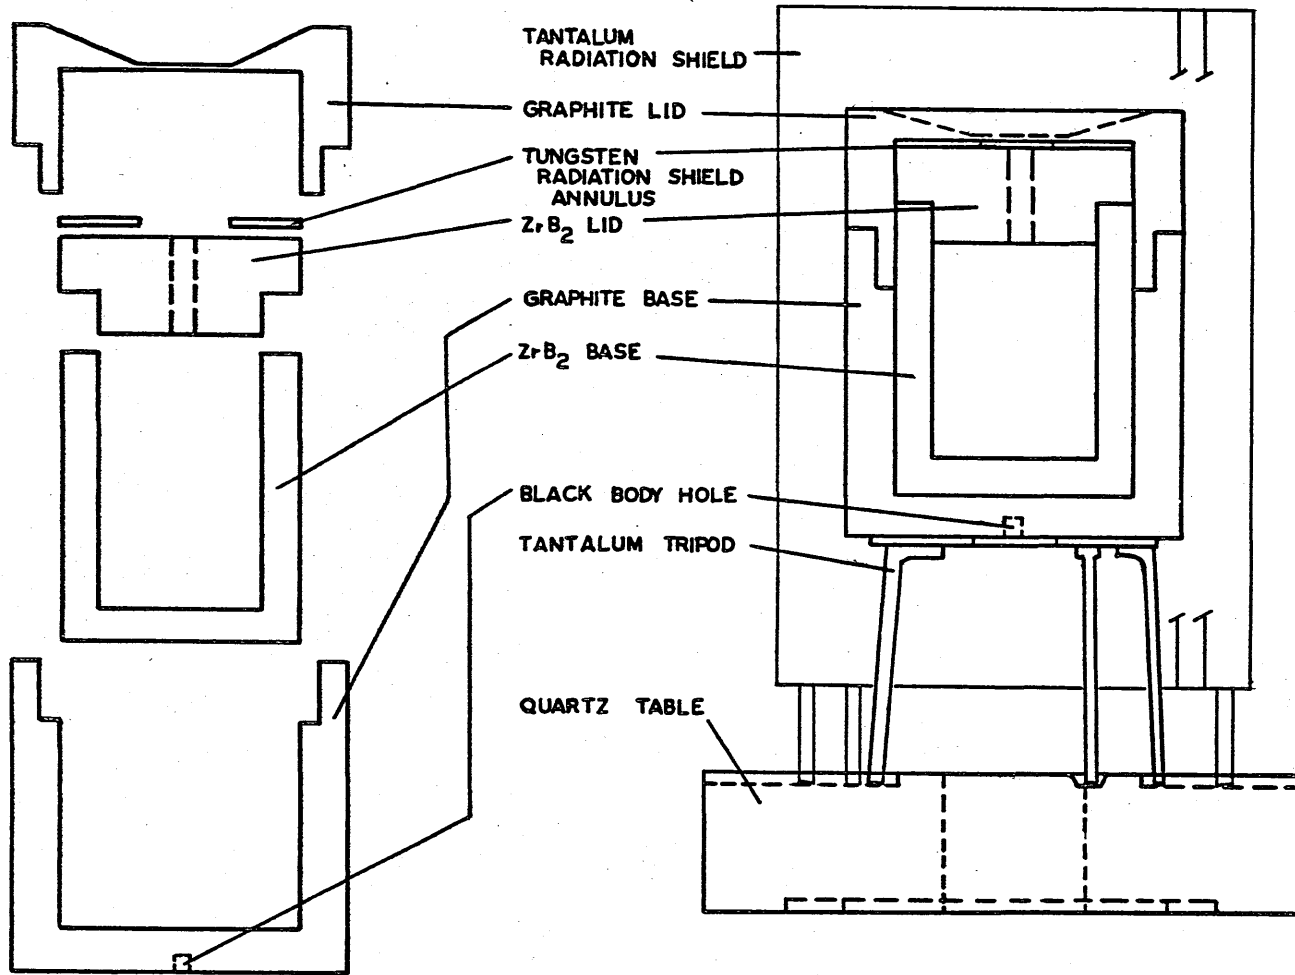 TANTALUM
RADIATION SHIELD
GRAPHITE LID
TUNGSTEN
RADIATION SHIELD
ANNULUS
ZrB₂ LID
GRAPHITE BASE
ZrB₂ BASE
BLACK BODY HOLE
TANTALUM TRIPOD
QUARTZ TABLE